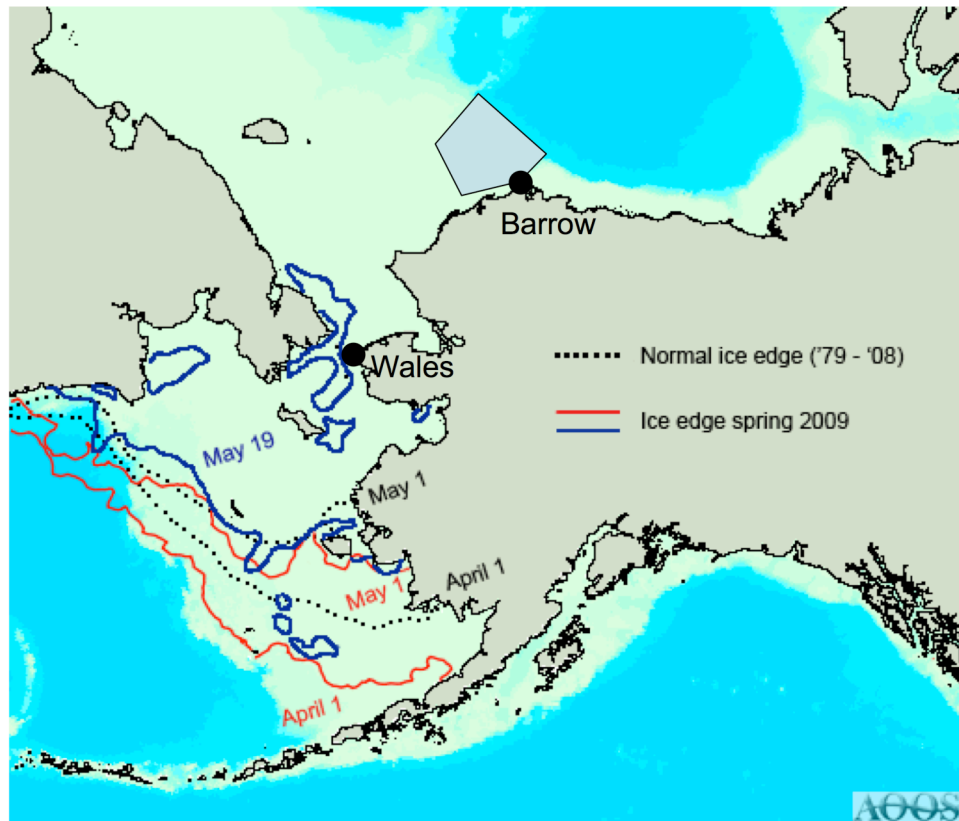 Barrow
Wales
Normal ice edge ('79 - '08)
Ice edge spring 2009
May 19
May 1
April 1
May 1
April 1
AOOS